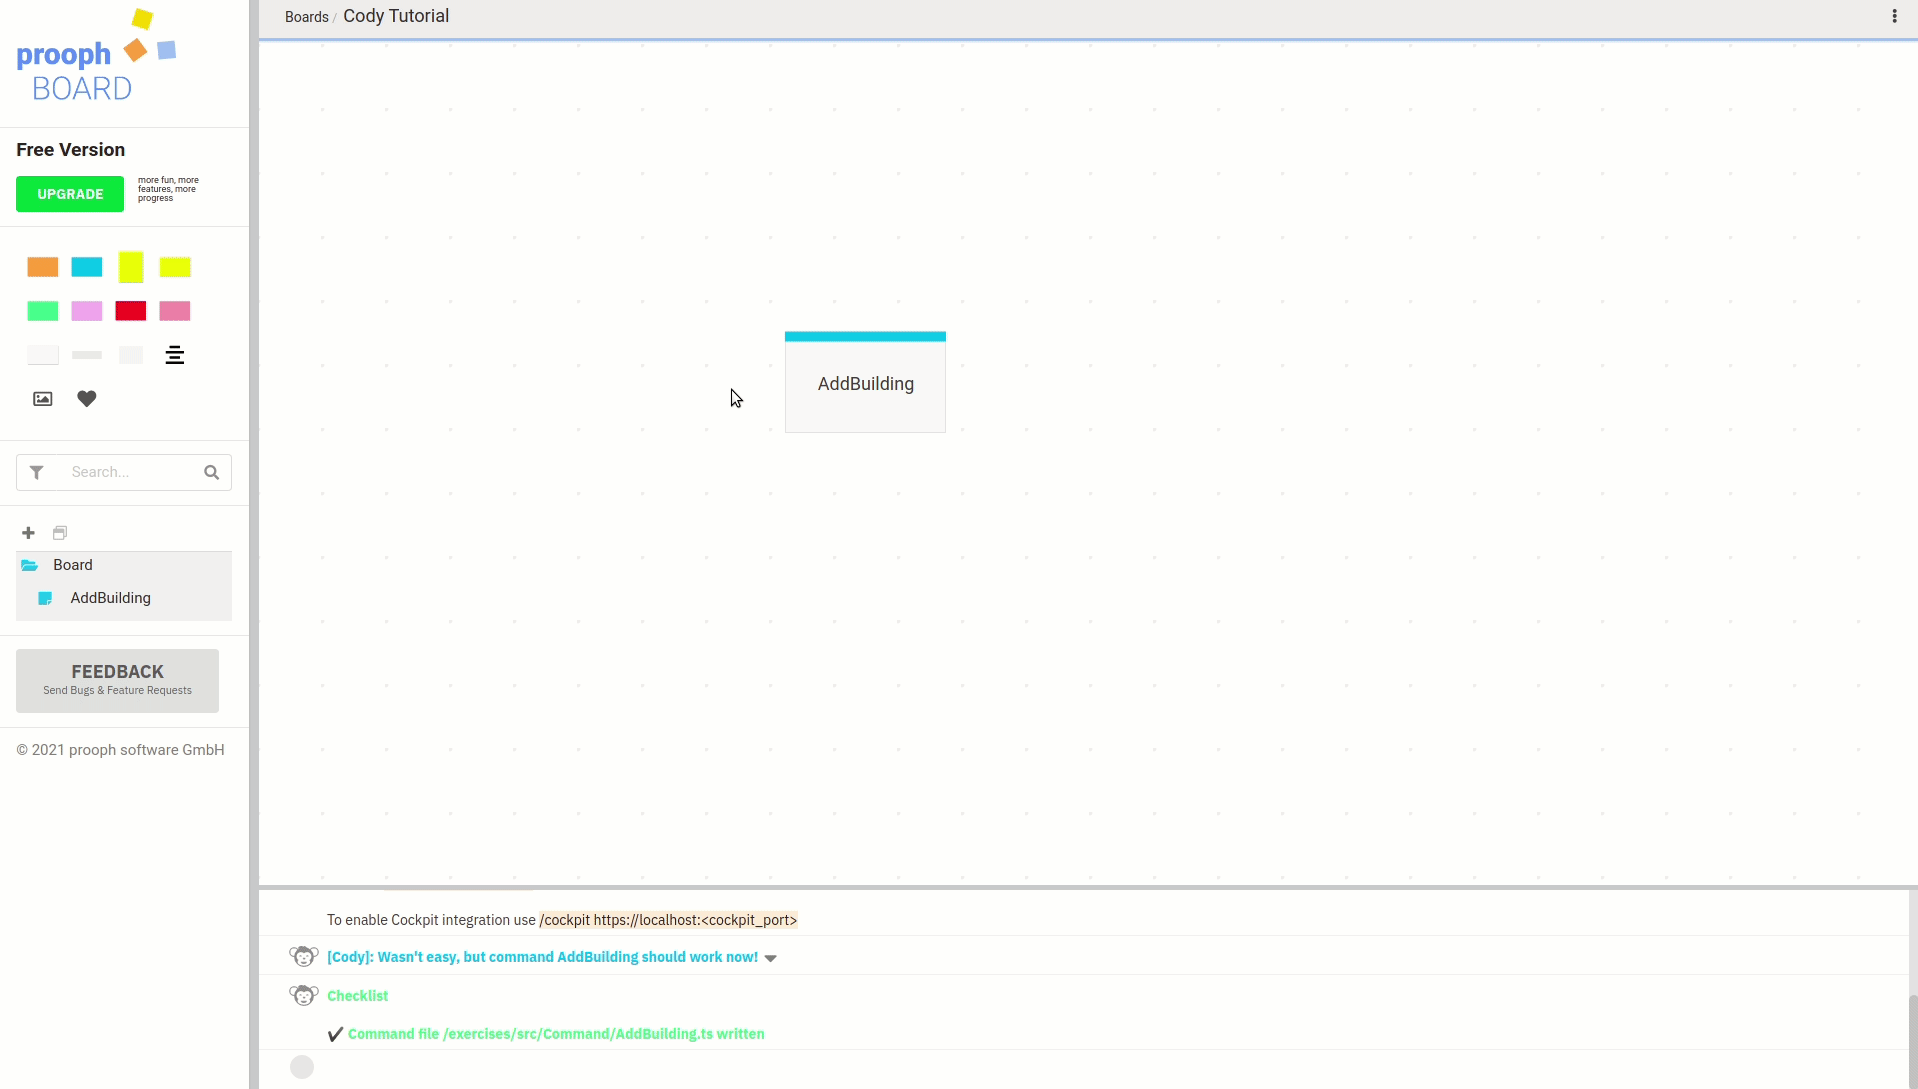 prooph
BOARD
Free Version
UPGRADE
more fun, more
features, more
progress
Search...
Board
AddBuilding
FEEDBACK
Send Bugs & Feature Requests
© 2021 prooph software GmbH
Boards / Cody Tutorial
AddBuilding
To enable Cockpit integration use /cockpit https://localhost:<cockpit_port>
[Cody]: Wasn't easy, but command AddBuilding should work now!
Checklist
✔ Command file /exercises/src/Command/AddBuilding.ts written